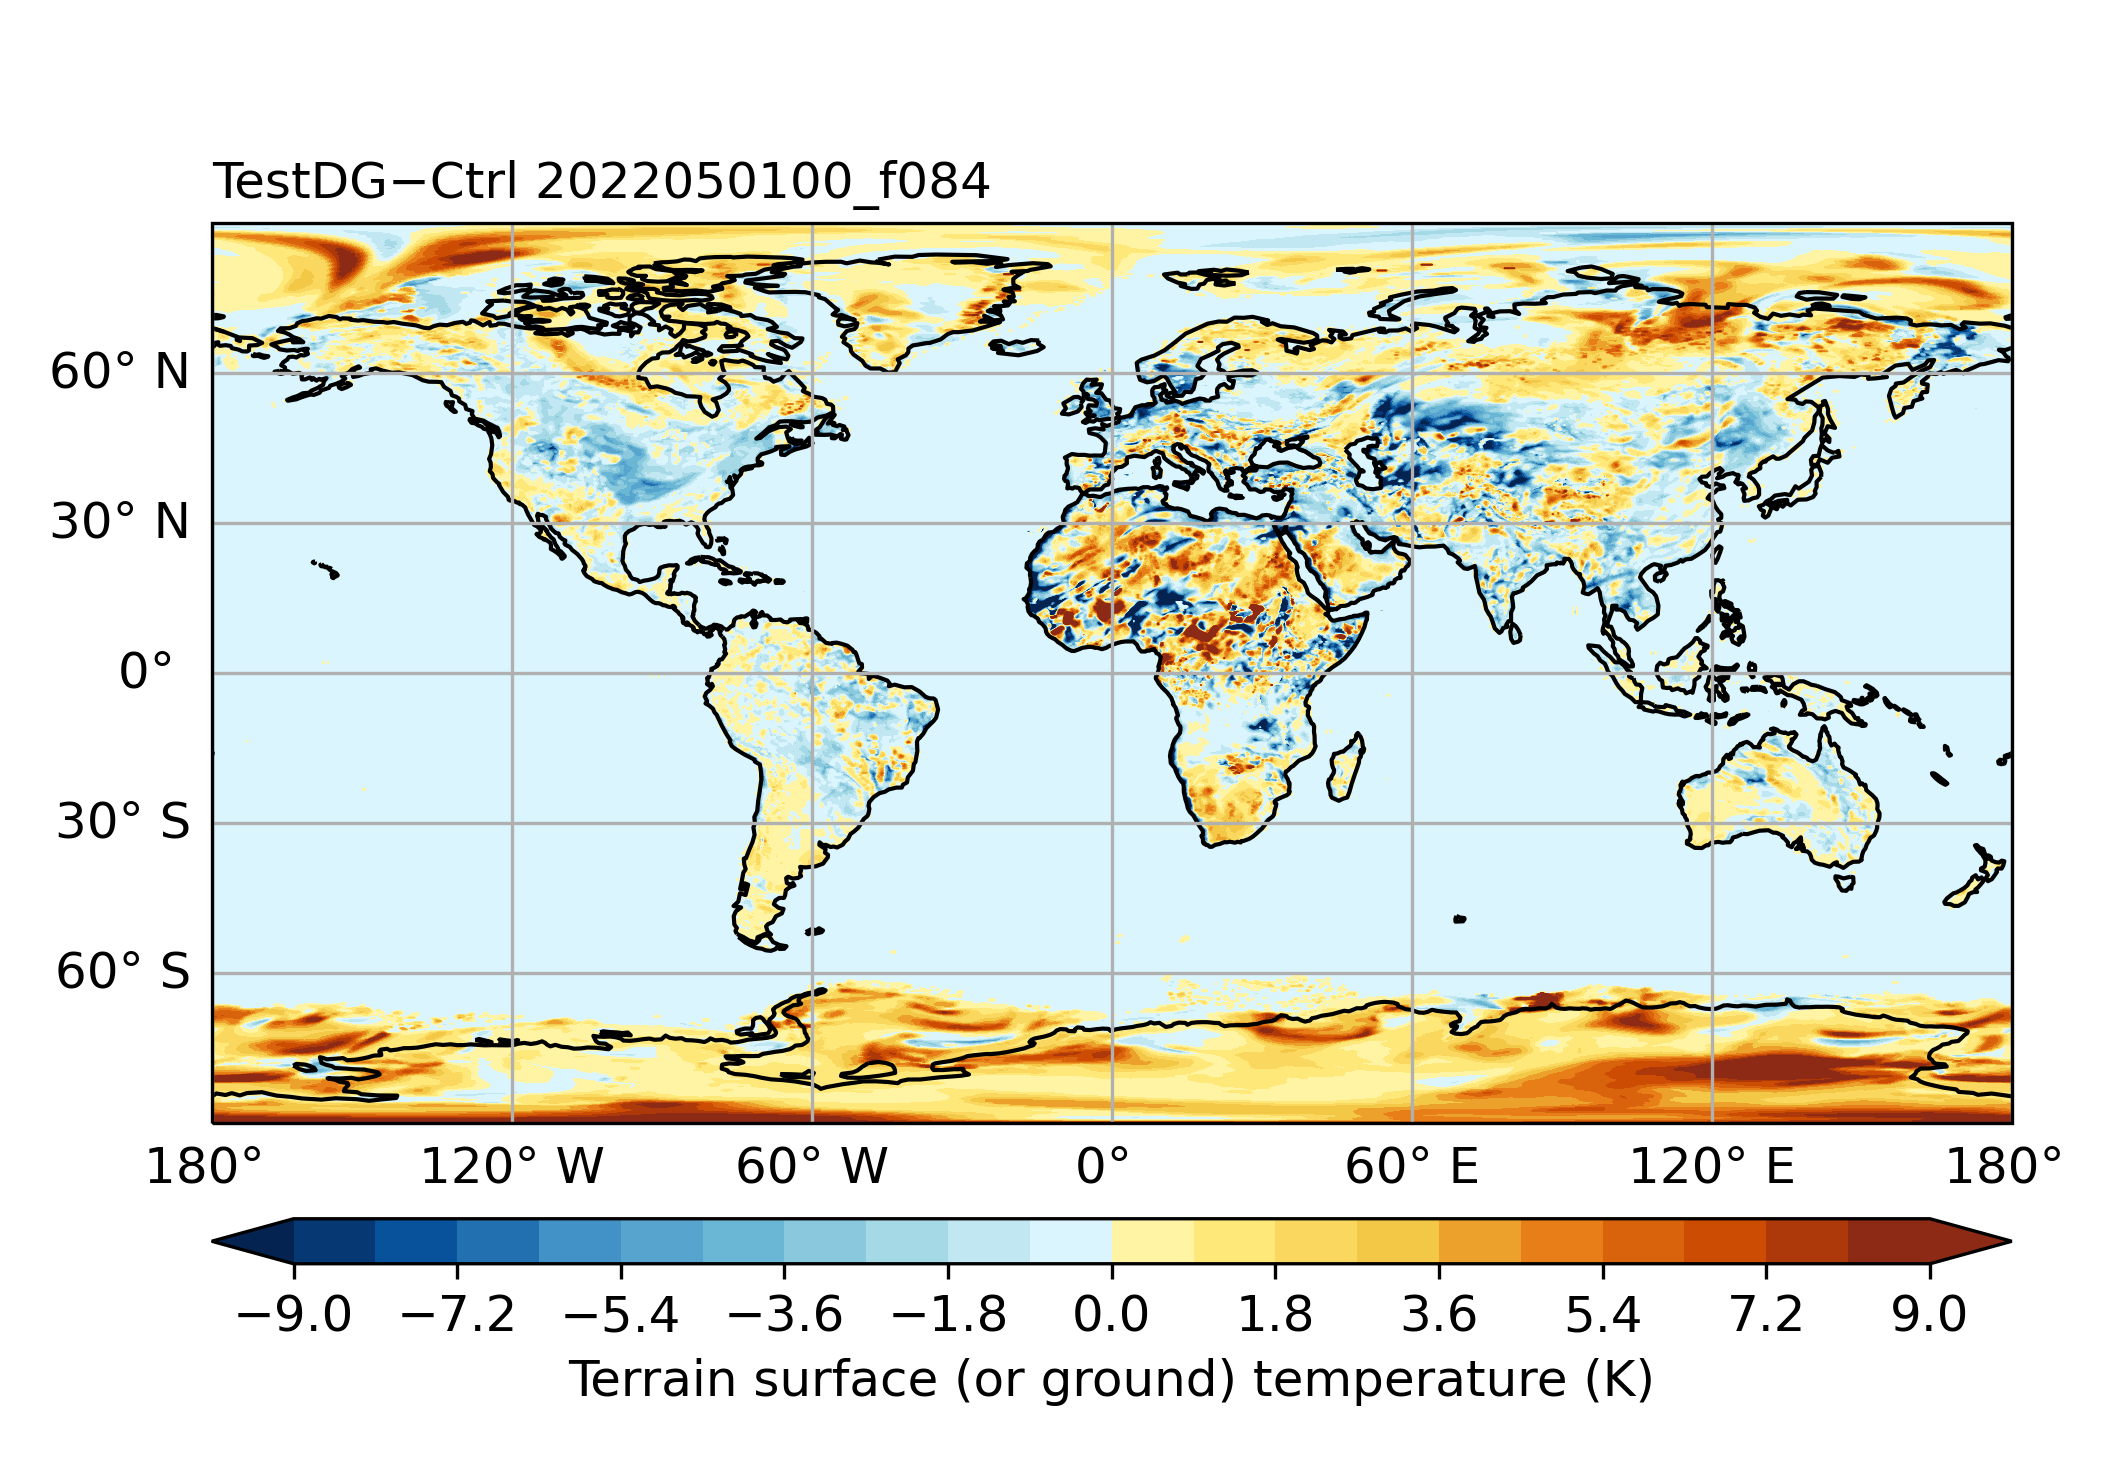 TestDG−Ctrl 2022050100_f084
60° N
30° N
0°
30° S
60° S
180° 120° W 60° W 0° 60° E 120° E 180°
−9.0 −7.2 −5.4 −3.6 −1.8 0.0 1.8 3.6 5.4 7.2 9.0
Terrain surface (or ground) temperature (K)